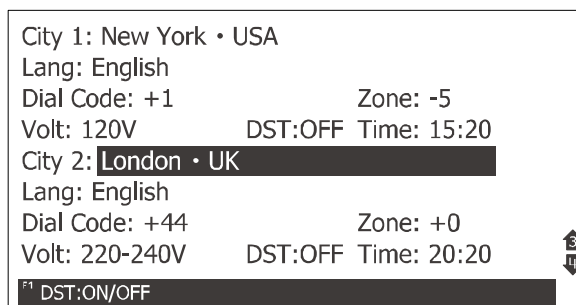 City 1: New York • USA
Lang: English
Dial Code: +1 Zone: -5
Volt: 120V DST:OFF Time: 15:20
City 2: London • UK
Lang: English
Dial Code: +44 Zone: +0
Volt: 220-240V DST:OFF Time: 20:20
3
4
F1 DST:ON/OFF